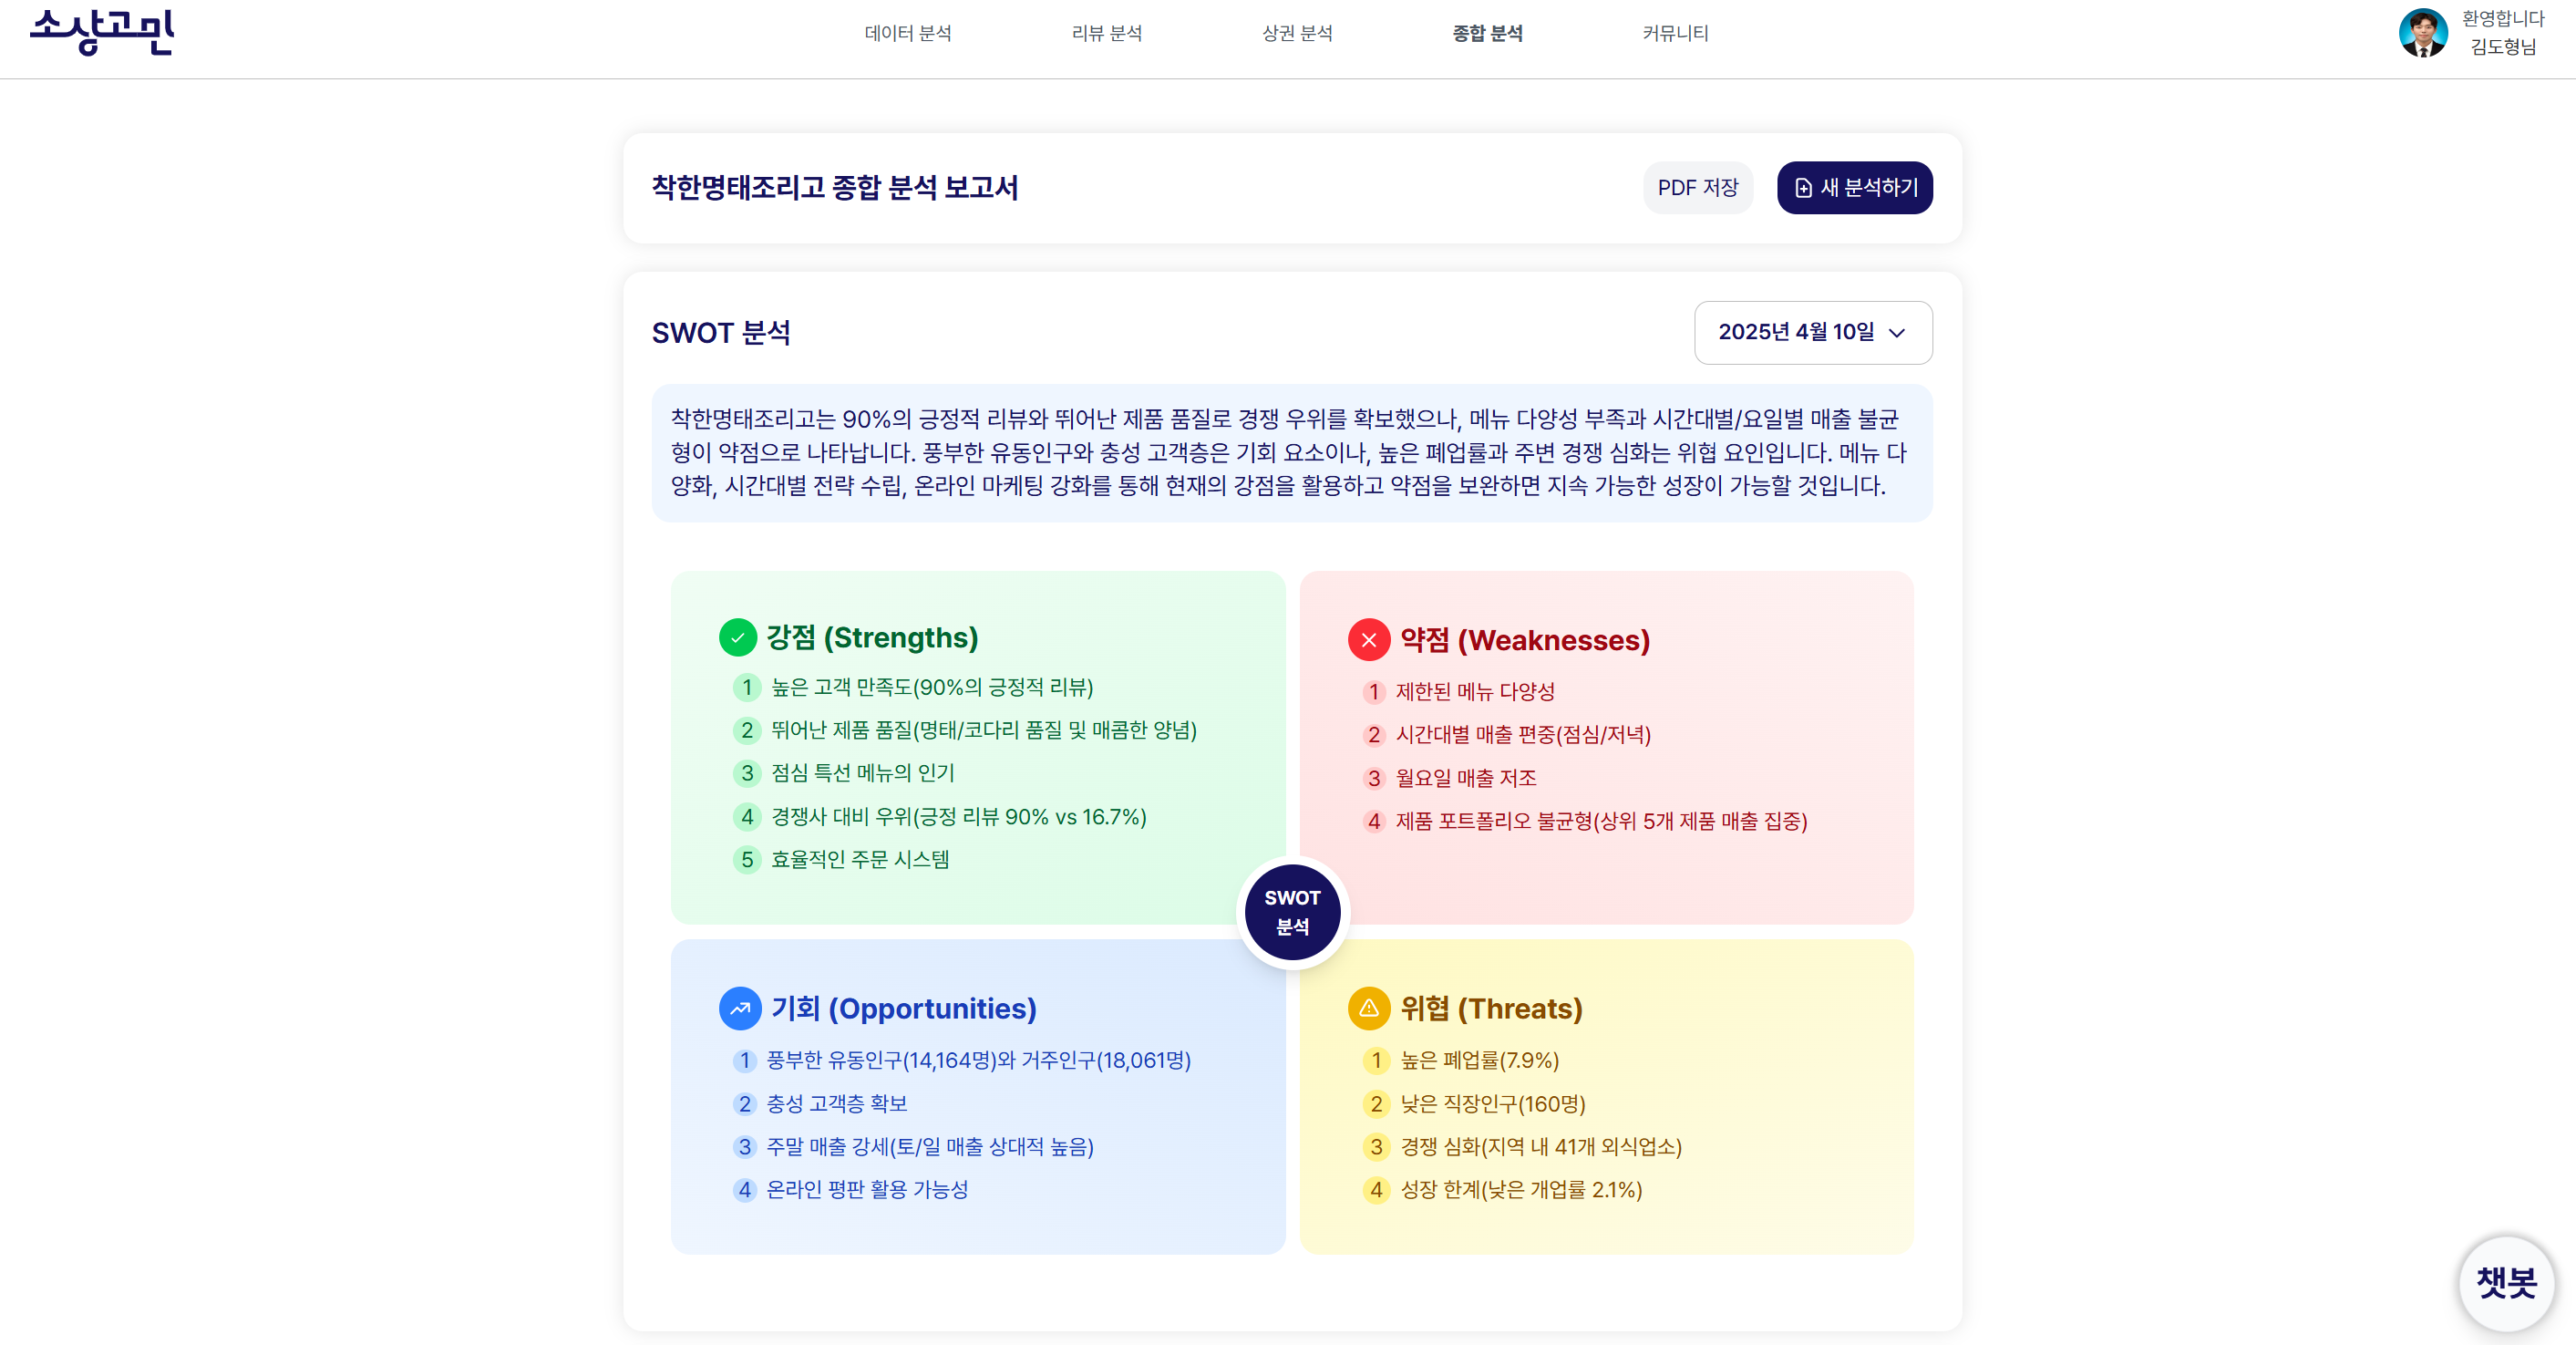 소상고민
데이터 분석
리뷰 분석
상권 분석
종합 분석
커뮤니티
환영합니다
김도형님
착한명태조리고 종합 분석 보고서
PDF 저장
새 분석하기
SWOT 분석
2025년 4월 10일
착한명태조리고는 90%의 긍정적 리뷰와 뛰어난 제품 품질로 경쟁 우위를 확보했으나, 메뉴 다양성 부족과 시간대별/요일별 매출 불균
형이 약점으로 나타납니다. 풍부한 유동인구와 충성 고객층은 기회 요소이나, 높은 폐업률과 주변 경쟁 심화는 위협 요인입니다. 메뉴 다
양화, 시간대별 전략 수립, 온라인 마케팅 강화를 통해 현재의 강점을 활용하고 약점을 보완하면 지속 가능한 성장이 가능할 것입니다.
강점 (Strengths)
1 높은 고객 만족도(90%의 긍정적 리뷰)
2 뛰어난 제품 품질(명태/코다리 품질 및 매콤한 양념)
3 점심 특선 메뉴의 인기
4 경쟁사 대비 우위(긍정 리뷰 90% vs 16.7%)
5 효율적인 주문 시스템
약점 (Weaknesses)
1 제한된 메뉴 다양성
2 시간대별 매출 편중(점심/저녁)
3 월요일 매출 저조
4 제품 포트폴리오 불균형(상위 5개 제품 매출 집중)
SWOT
분석
기회 (Opportunities)
1 풍부한 유동인구(14,164명)와 거주인구(18,061명)
2 충성 고객층 확보
3 주말 매출 강세(토/일 매출 상대적 높음)
4 온라인 평판 활용 가능성
위협 (Threats)
1 높은 폐업률(7.9%)
2 낮은 직장인구(160명)
3 경쟁 심화(지역 내 41개 외식업소)
4 성장 한계(낮은 개업률 2.1%)
챗봇